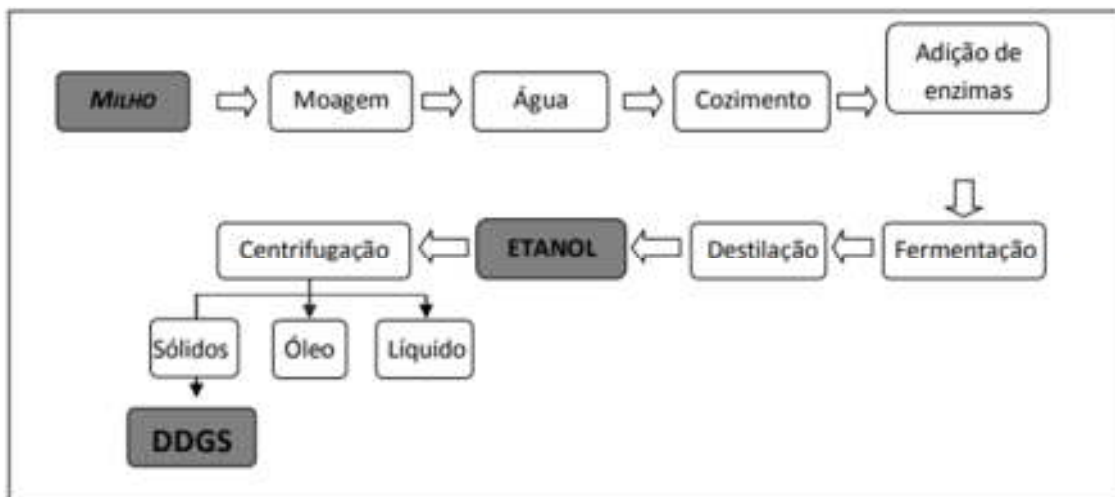 MILHO
Moagem
Água
Cozimento
Adição de
enzimas
Centrifugação
ETANOL
Destilação
Fermentação
Sólidos
Óleo
Líquido
DDGS